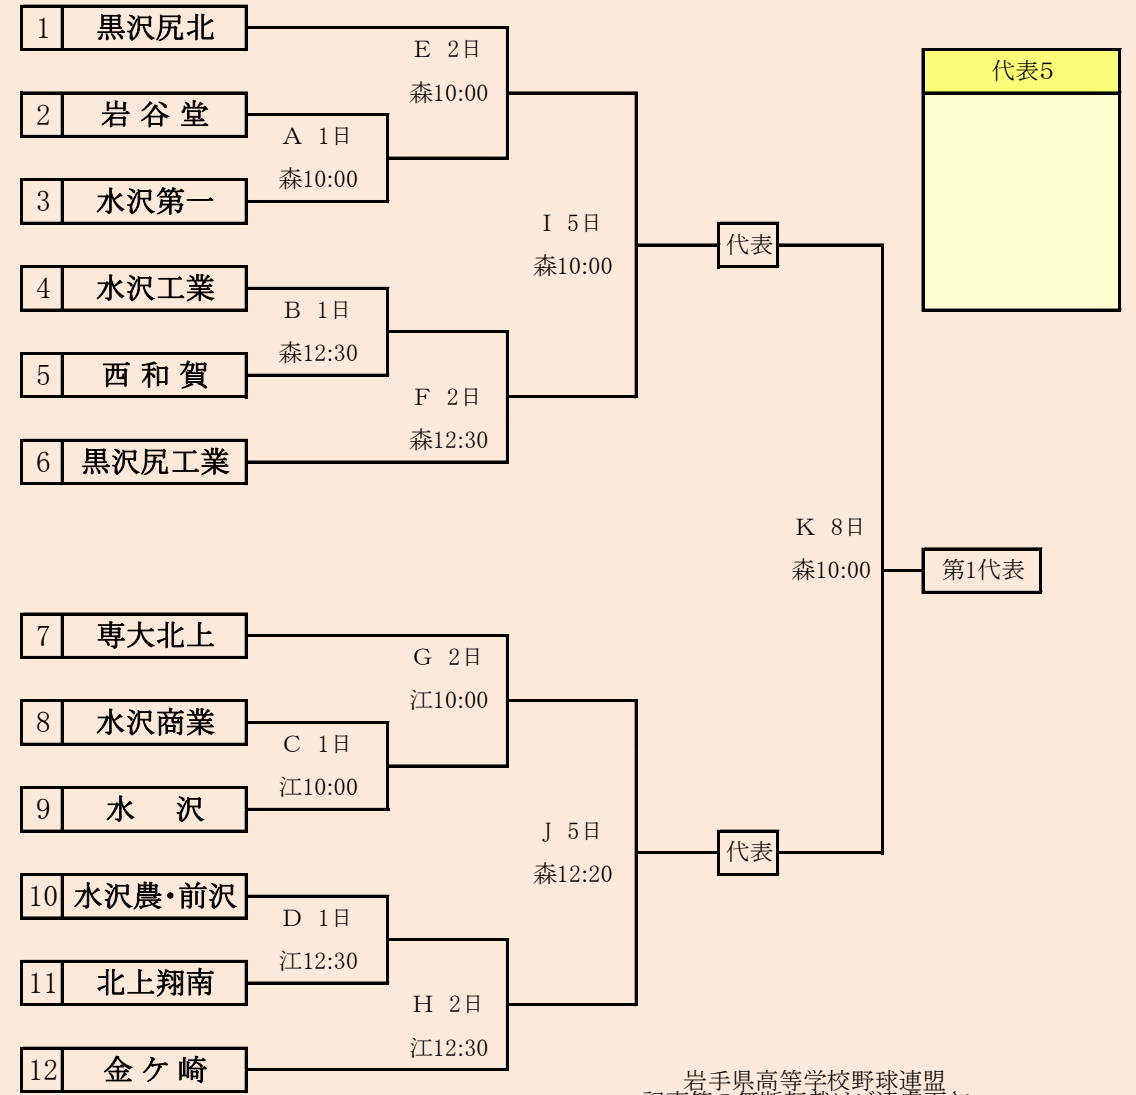 1 黒沢尻北
E 2日
森10:00
代表5
2 岩谷堂
A 1日
森10:00
3 水沢第一
I 5日
森10:00
代表
4 水沢工業
B 1日
森12:30
5 西和賀
F 2日
森12:30
6 黒沢尻工業
K 8日
森10:00
第1代表
7 専大北上
G 2日
江10:00
8 水沢商業
C 1日
江10:00
9 水 沢
J 5日
森12:20
代表
10 水沢農・前沢
D 1日
江12:30
11 北上翔南
H 2日
江12:30
12 金ケ崎
岩手県高等学校野球連盟